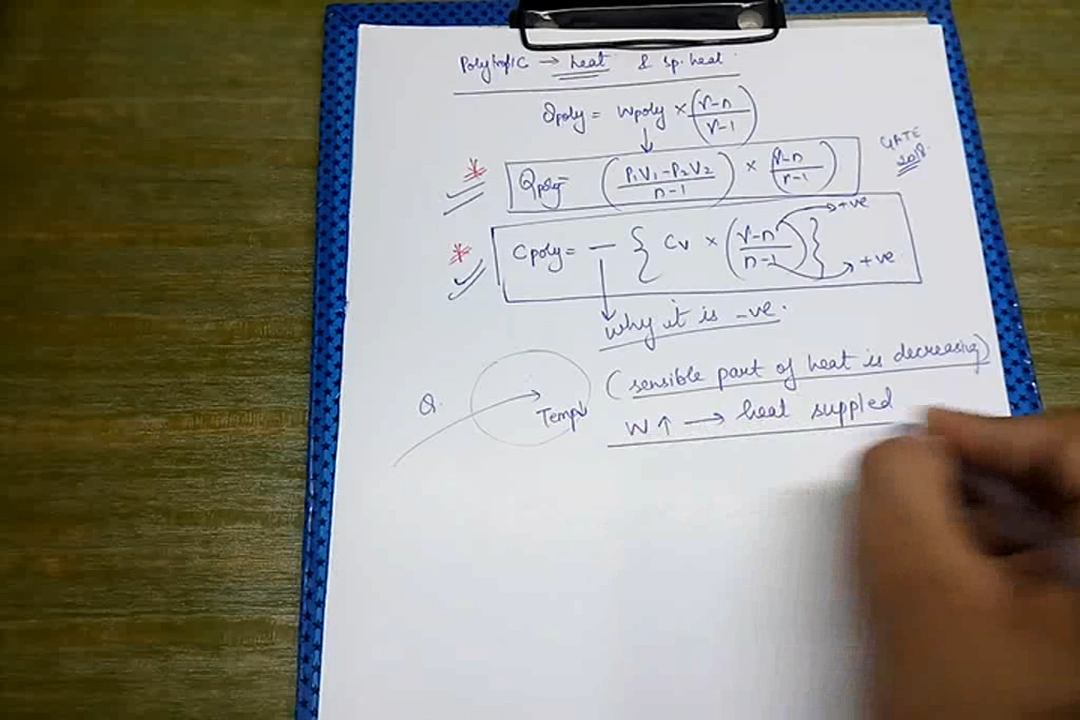 Polytropic → heat & sp. heat
Qpoly = Wpoly × (γ-n / γ-1)
Qpoly = (P1V1-P2V2 / n-1) × (γ-n / γ-1)
GATE 2018
Cpoly = - { Cv × (γ-n / n-1) } +ve +ve
why it is -ve.
(sensible part of heat is decreasing)
Q Temp↓
W↑ → heat suppled